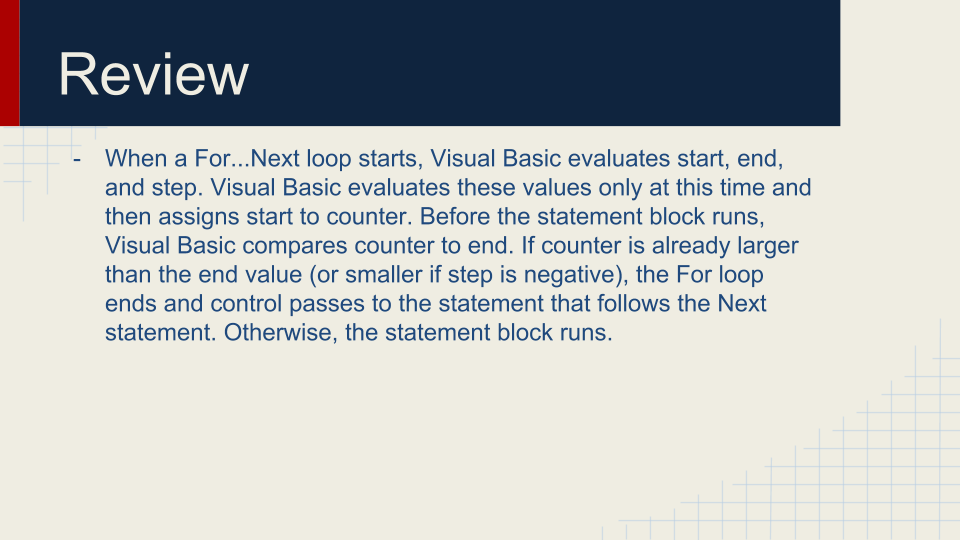 Review
- When a For...Next loop starts, Visual Basic evaluates start, end,
and step. Visual Basic evaluates these values only at this time and
then assigns start to counter. Before the statement block runs,
Visual Basic compares counter to end. If counter is already larger
than the end value (or smaller if step is negative), the For loop
ends and control passes to the statement that follows the Next
statement. Otherwise, the statement block runs.